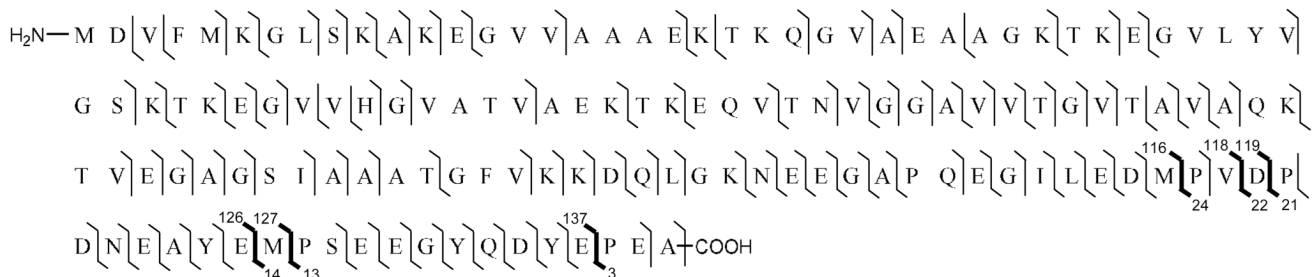 H₂N—M D V F M K G L S K A K E G V V A A A E K T K Q G V A E A A G K T K E G V L Y V
G S K T K E G V V H G V A T V A E K T K E Q V T N V G G A V V T G V T A V A Q K
116 118 119
T V E G A G S I A A A T G F V K K D Q L G K N E E G A P Q E G I L E D M P V D P
24 22 21
126 127 137
D N E A Y E M P S E E G Y Q D Y E P E A COOH
14 13 3